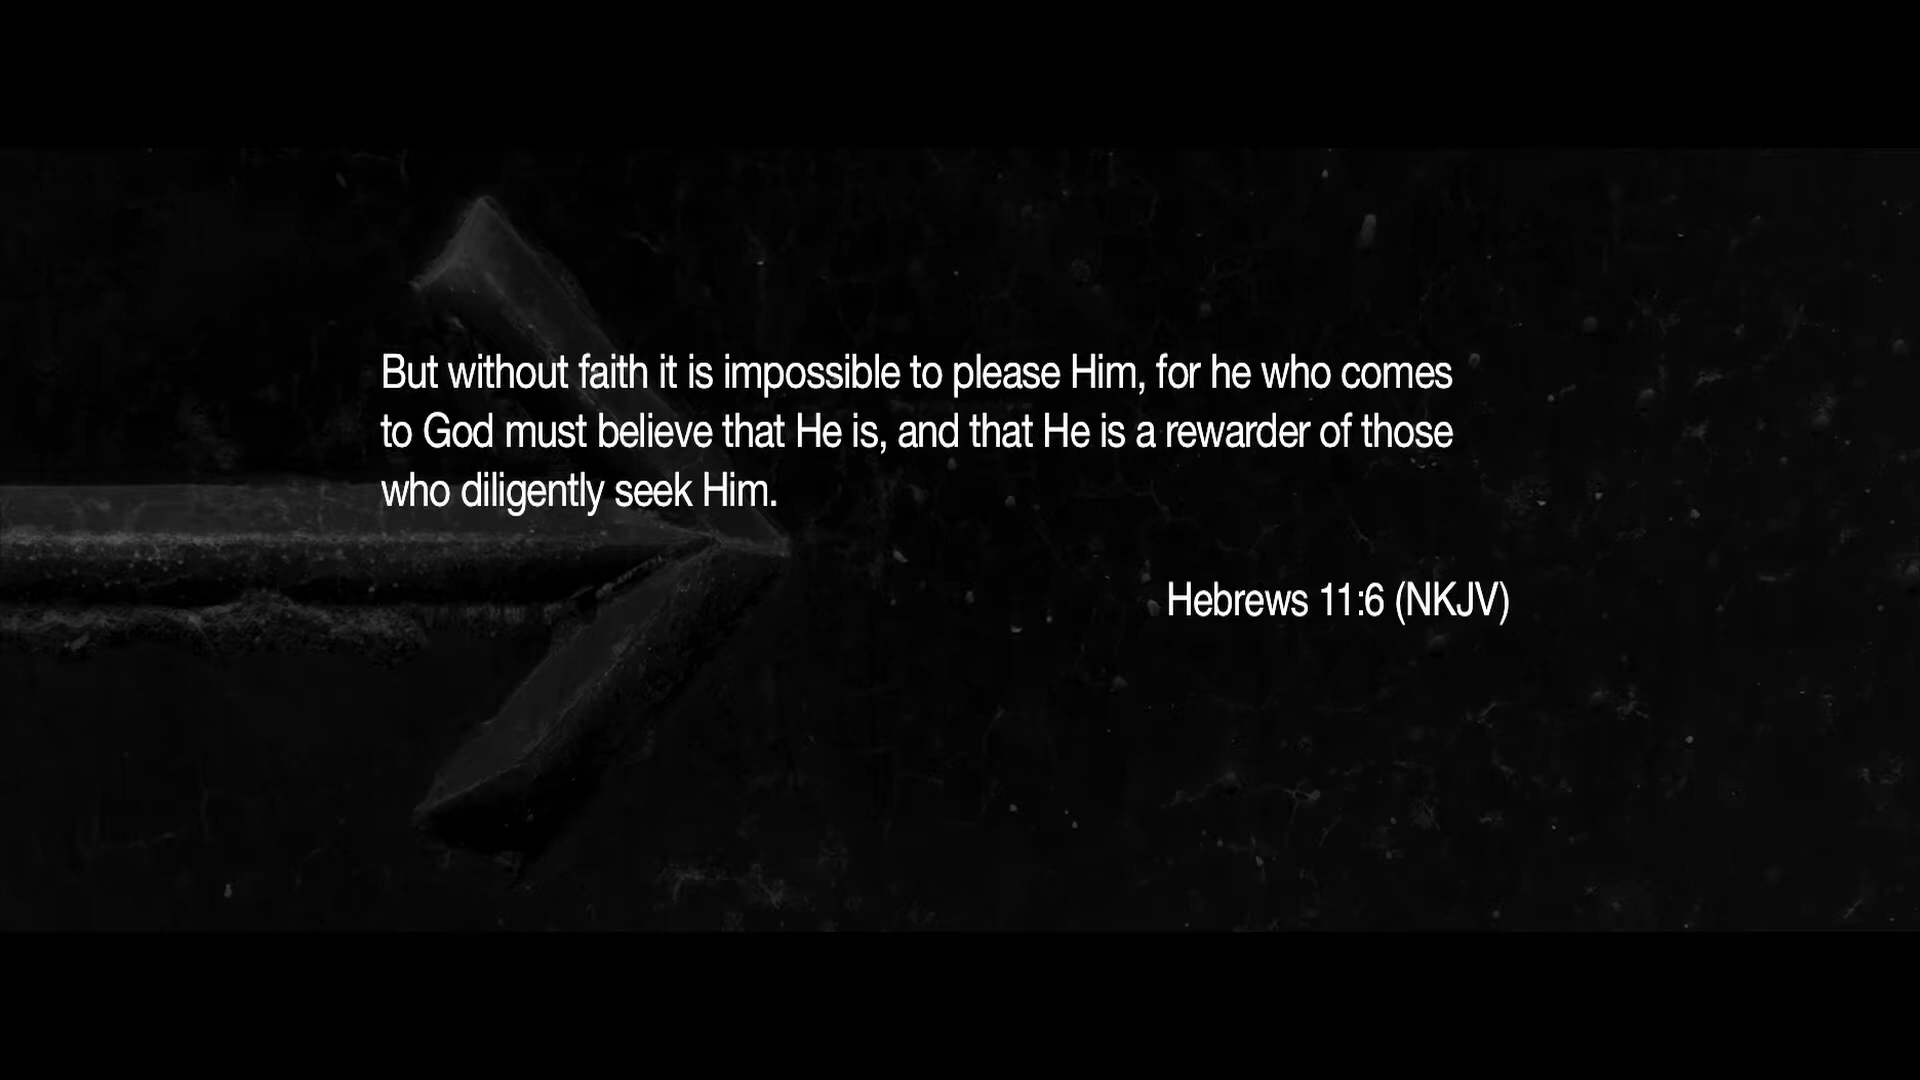 But without faith it is impossible to please Him, for he who comes
to God must believe that He is, and that He is a rewarder of those
who diligently seek Him.
Hebrews 11:6 (NKJV)